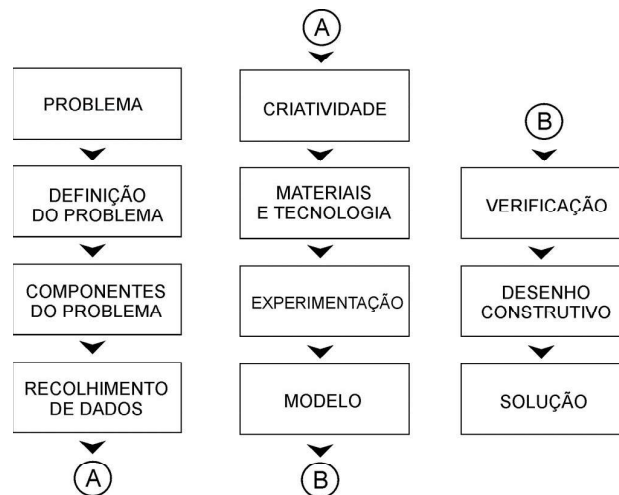 PROBLEMA
DEFINIÇÃO
DO PROBLEMA
COMPONENTES
DO PROBLEMA
RECOLHIMENTO
DE DADOS
A
A
CRIATIVIDADE
MATERIAIS
E TECNOLOGIA
EXPERIMENTAÇÃO
MODELO
B
B
VERIFICAÇÃO
DESENHO
CONSTRUTIVO
SOLUÇÃO